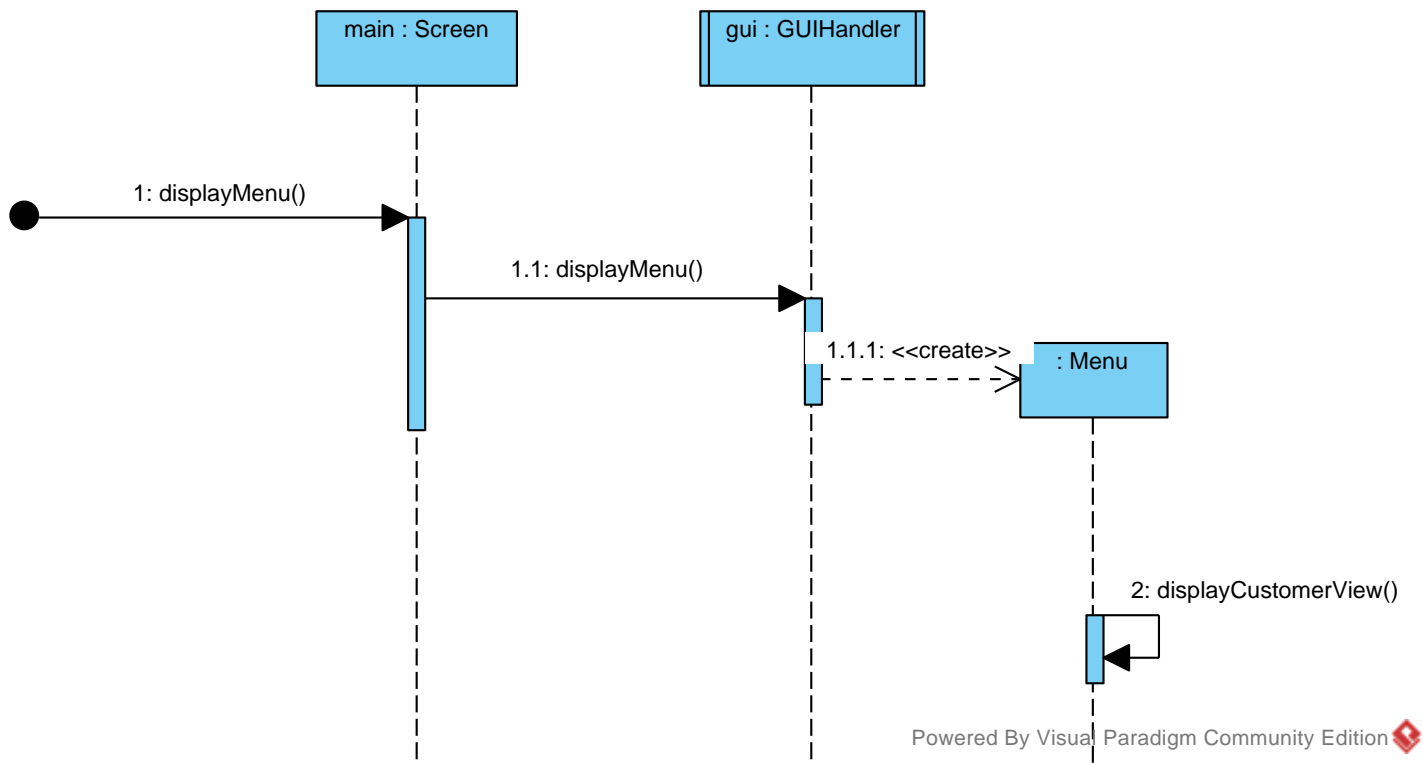 main : Screen
gui : GUIHandler
1: displayMenu()
1.1: displayMenu()
1.1.1: <<create>>
: Menu
2: displayCustomerView()
Powered By Visual Paradigm Community Edition